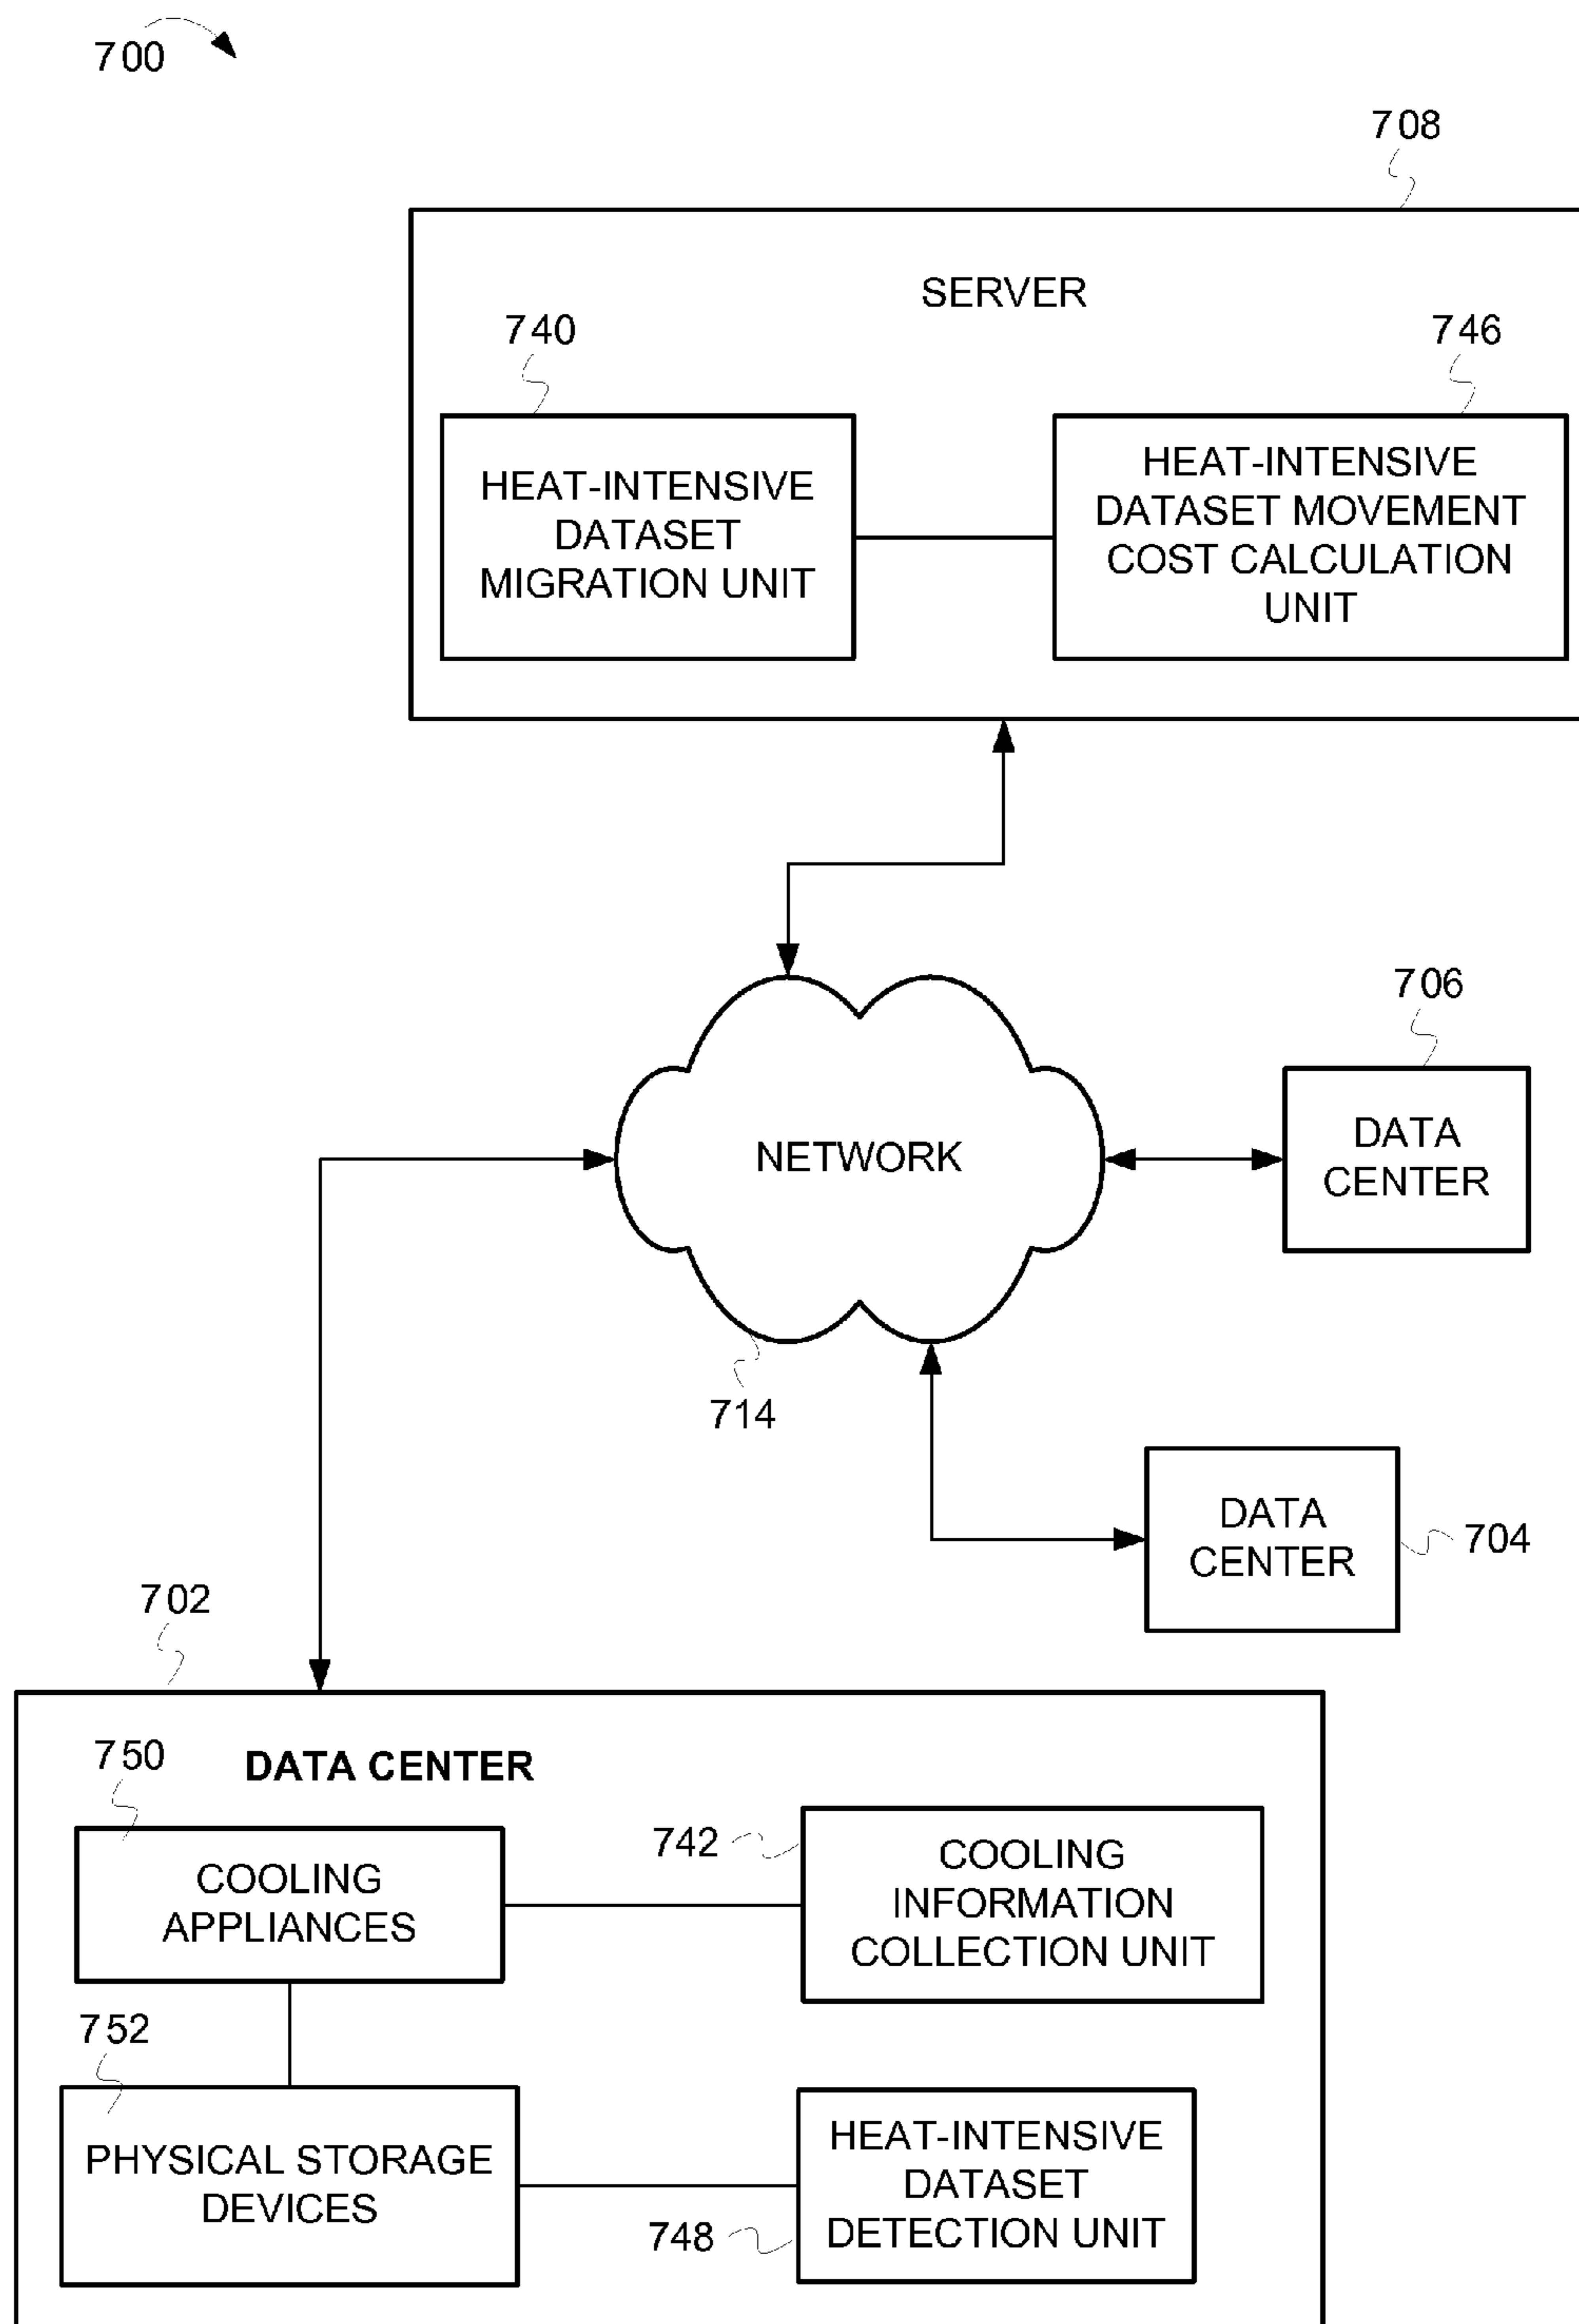 700
708
SERVER
740
746
HEAT-INTENSIVE
DATASET
MIGRATION UNIT
HEAT-INTENSIVE
DATASET MOVEMENT
COST CALCULATION
UNIT
706
NETWORK
DATA
CENTER
714
DATA
CENTER
704
702
750
DATA CENTER
COOLING
APPLIANCES
742
COOLING
INFORMATION
COLLECTION UNIT
752
PHYSICAL STORAGE
DEVICES
HEAT-INTENSIVE
DATASET
DETECTION UNIT
748